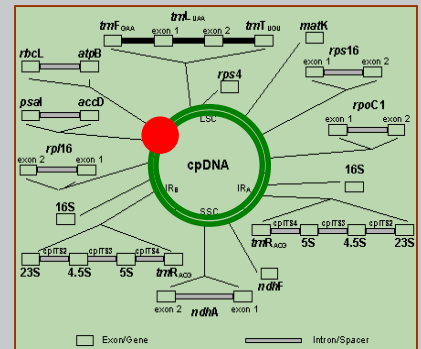 trnL UAA
trnF GAA exon 1 exon 2 trnT UGU
matK
rbcL atpB
rps4
rps16
exon 1 exon 2
psaI accD
LSC
rpoC1
exon 1 exon 2
rpl16
exon 2 exon 1
cpDNA
16S
IRB IRA
16S
SSC
cpITS4 cpITS3 cpITS2
trnR ACG 5S 4.5S 23S
cpITS2 cpITS3 cpITS4
23S 4.5S 5S trnR ACG
ndhF
exon 2 ndhA exon 1
Exon/Gene Intron/Spacer